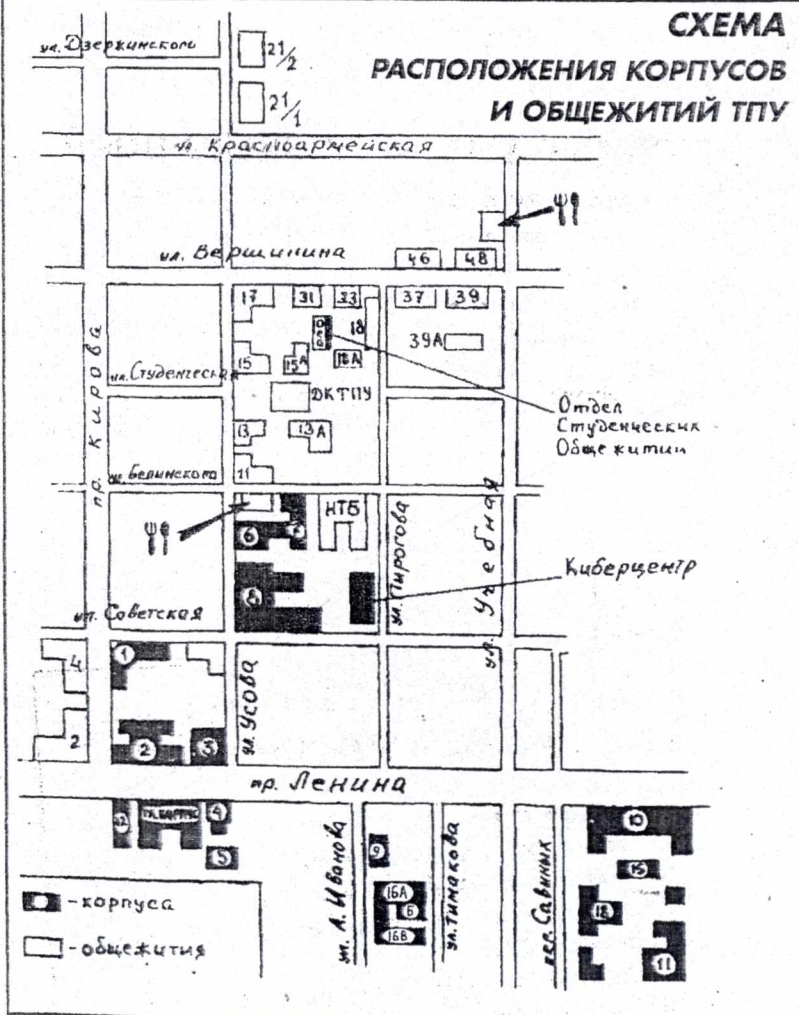 СХЕМА
РАСПОЛОЖЕНИЯ КОРПУСОВ
И ОБЩЕЖИТИЙ ТПУ
ул. Дзержинского
21/2
21/1
ул. Красноармейская
ул. Вершинина
46
48
17
31
33
37
39
18
39А
15
15А
18А
ул. Студенческая
ДК ТПУ
Отдел
Студенческих
Общежитий
13
13А
11
пр. Кирова
ул. Белинского
6
7
НТБ
ул. Пирогова
ул. Учебная
Киберцентр
8
ул. Советская
4
2
1
2
3
ул. Усова
пр. Ленина
ГЛ. КОРПУС
4
5
9
10
15
16А
Б
16В
11
ул. А. Иванова
ул. Тимакова
пер. Савиных
- корпуса
- общежития